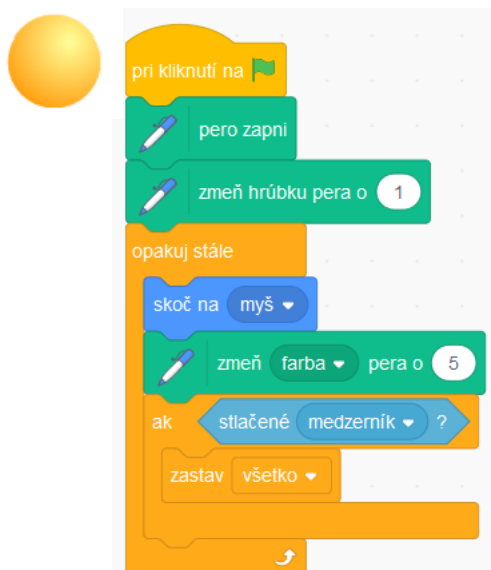 pri kliknutí na
pero zapni
zmeň hrúbku pera o 1
opakuj stále
skoč na myš
zmeň farba pera o 5
ak stlačené medzerník ?
zastav všetko